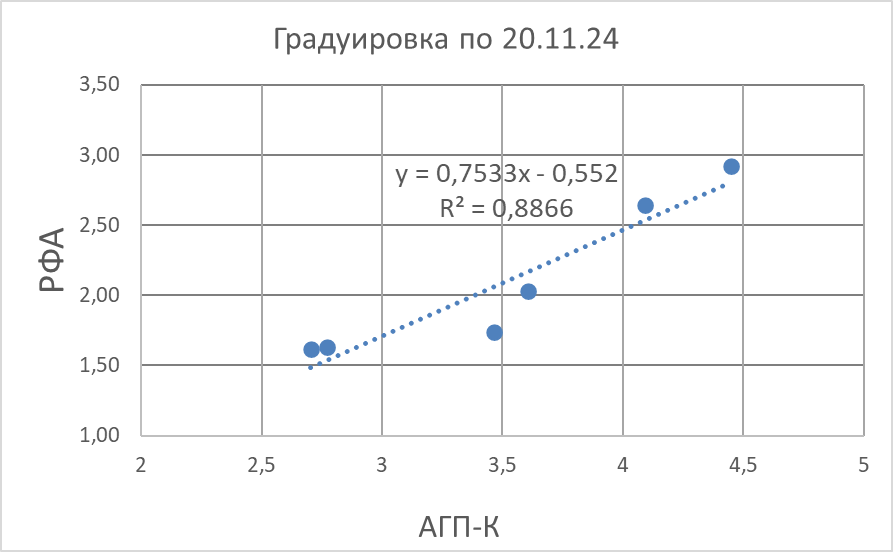 Градуировка по 20.11.24
3,50
3,00
2,50
2,00
1,50
1,00
РФА
y = 0,7533x - 0,552
R² = 0,8866
2 2,5 3 3,5 4 4,5 5
АГП-К